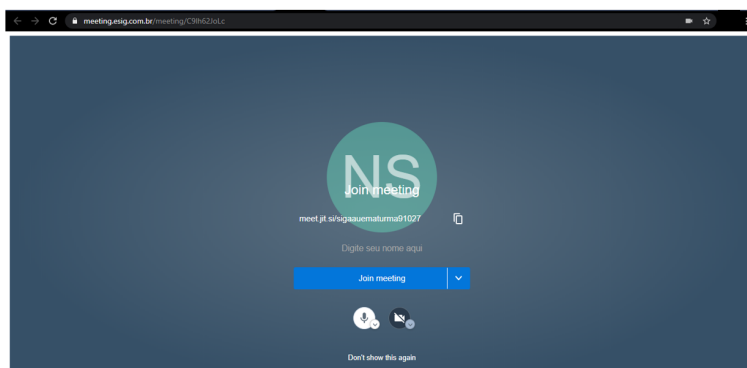 meeting.esig.com.br/meeting/C9Ih62JoLc
NS
Join meeting
meet.jit.si/sigaauematurma91027
Digite seu nome aqui
Join meeting
Don't show this again